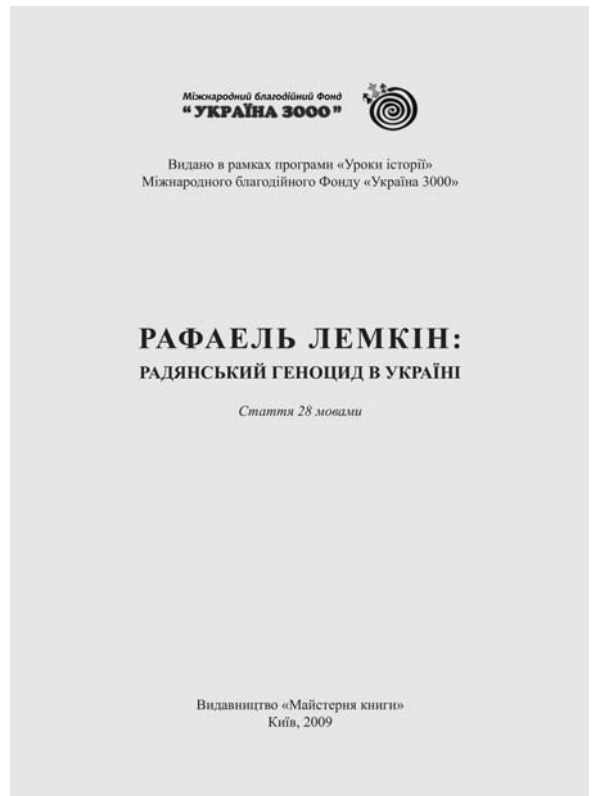 Міжнародний благодійний Фонд
“УКРАЇНА 3000”
Видано в рамках програми «Уроки історії»
Міжнародного благодійного Фонду «Україна 3000»
РАФАЕЛЬ ЛЕМКІН:
РАДЯНСЬКИЙ ГЕНОЦИД В УКРАЇНІ
Стаття 28 мовами
Видавництво «Майстерня книги»
Київ, 2009